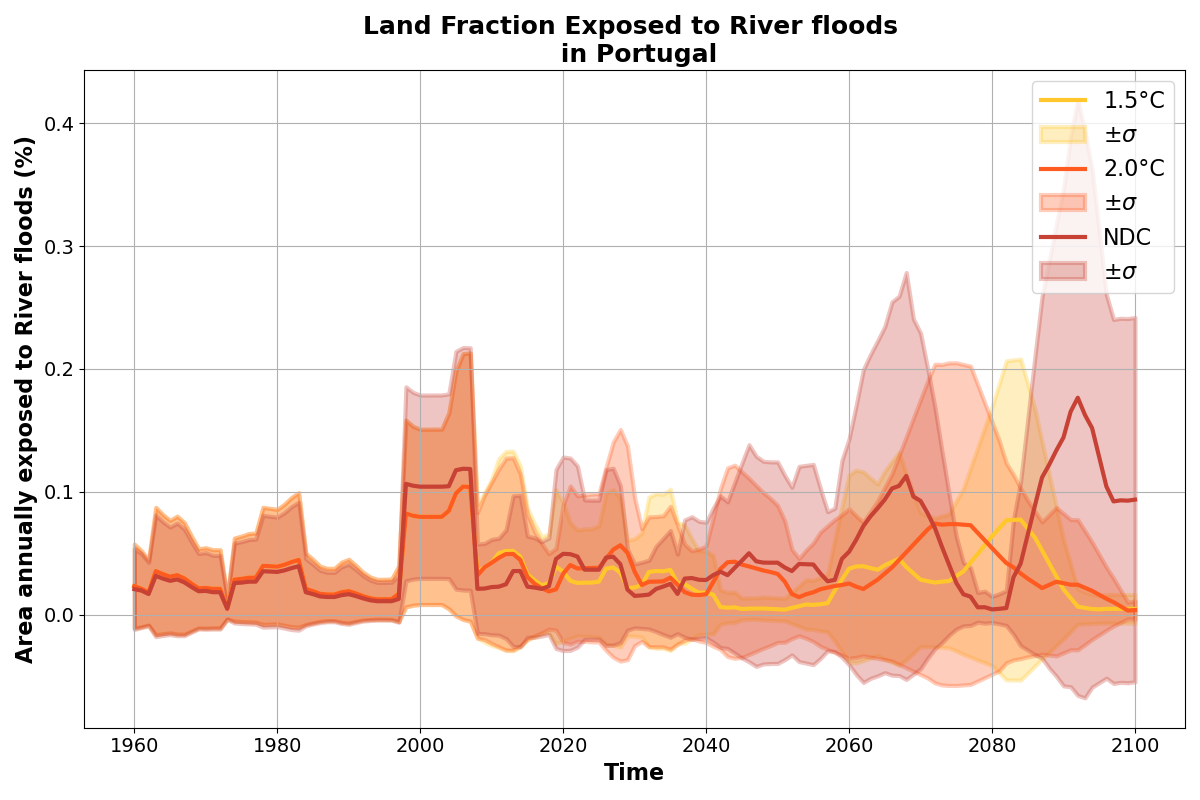 Land Fraction Exposed to River floods
in Portugal
Area annually exposed to River floods (%)
0.4
0.3
0.2
0.1
0.0
1960
1980
2000
2020
2040
2060
2080
2100
Time
1.5°C
±σ
2.0°C
±σ
NDC
±σ